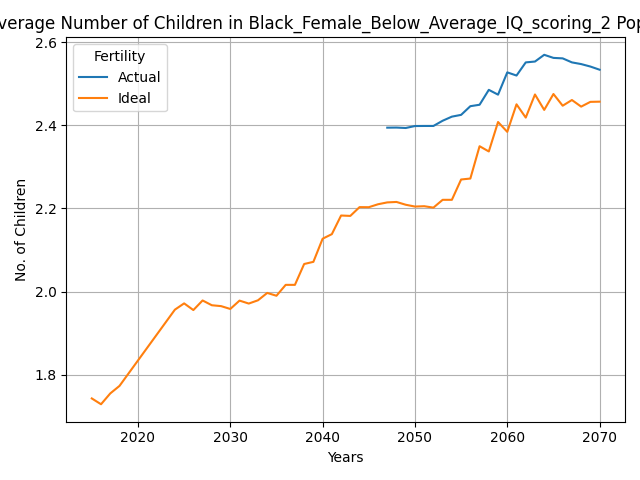 verage Number of Children in Black_Female_Below_Average_IQ_scoring_2 Pop
2.6
Fertility
Actual
Ideal
2.4
2.2
2.0
1.8
No. of Children
2020 2030 2040 2050 2060 2070
Years